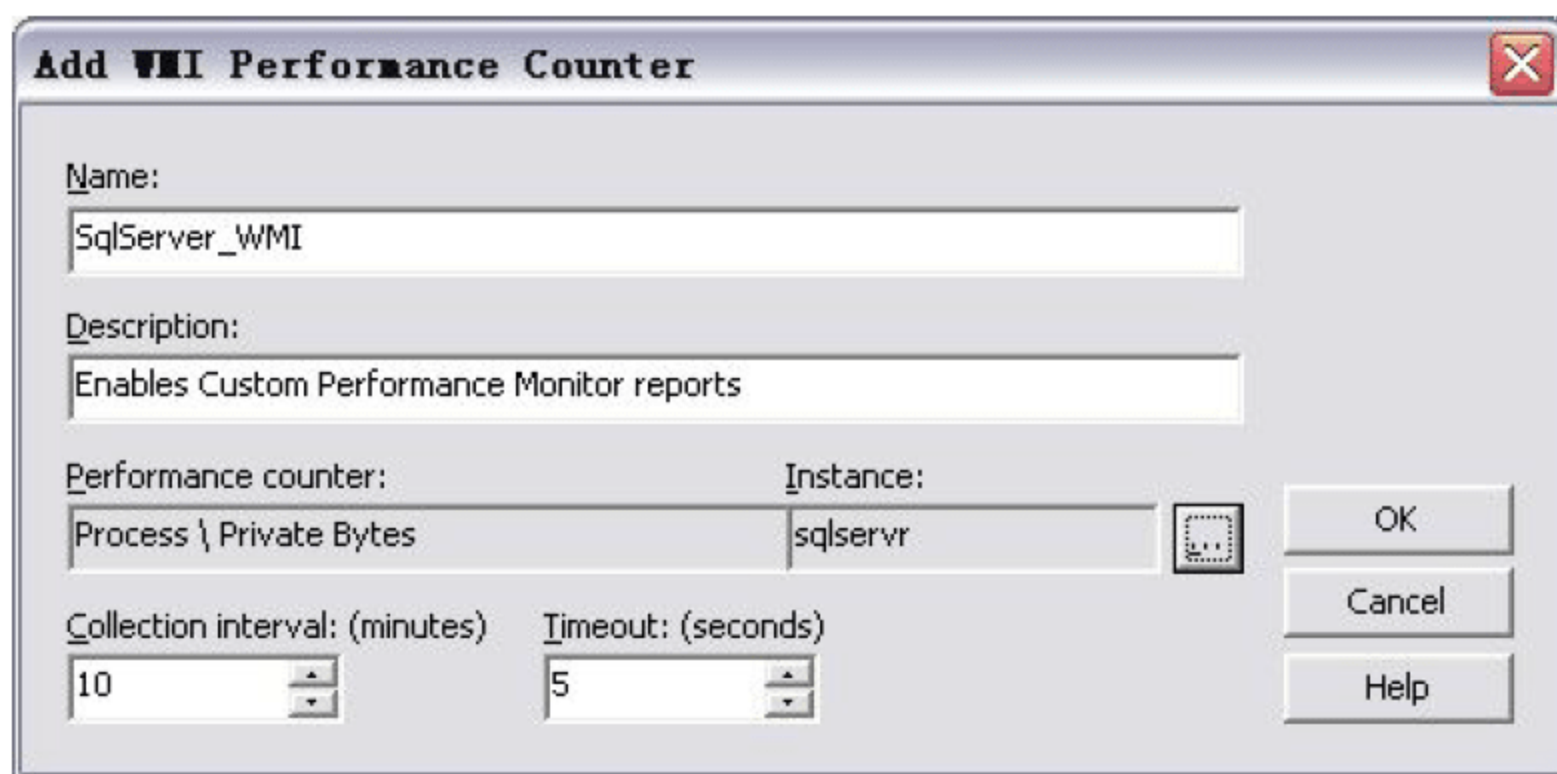 Add WMI Performance Counter
Name:
SqlServer_WMI
Description:
Enables Custom Performance Monitor reports
Performance counter: Instance:
Process \ Private Bytes sqlservr ... OK
Cancel
Collection interval: (minutes) Timeout: (seconds)
10 5 Help